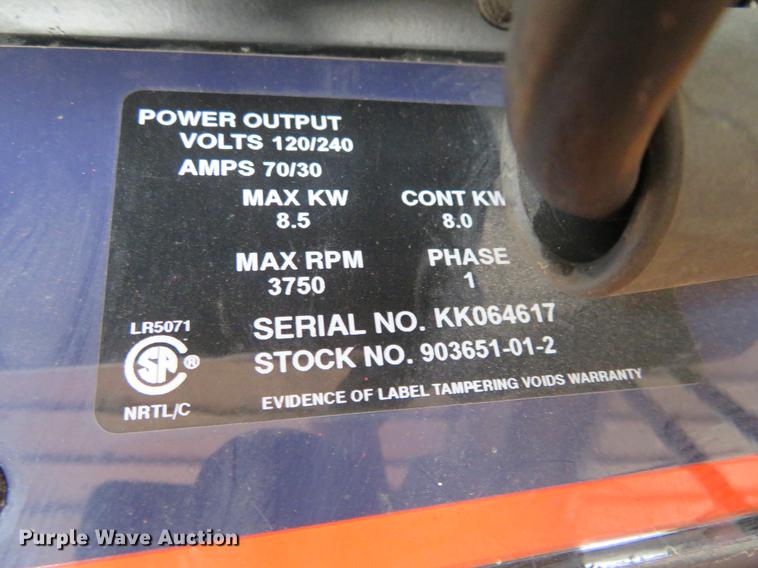 POWER OUTPUT
VOLTS 120/240
AMPS 70/30
MAX KW CONT KW
8.5 8.0
MAX RPM PHASE
3750 1
SERIAL NO. KK064617
STOCK NO. 903651-01-2
EVIDENCE OF LABEL TAMPERING VOIDS WARRANTY
LR5071
SA ®
NRTL/C
Purple Wave Auction